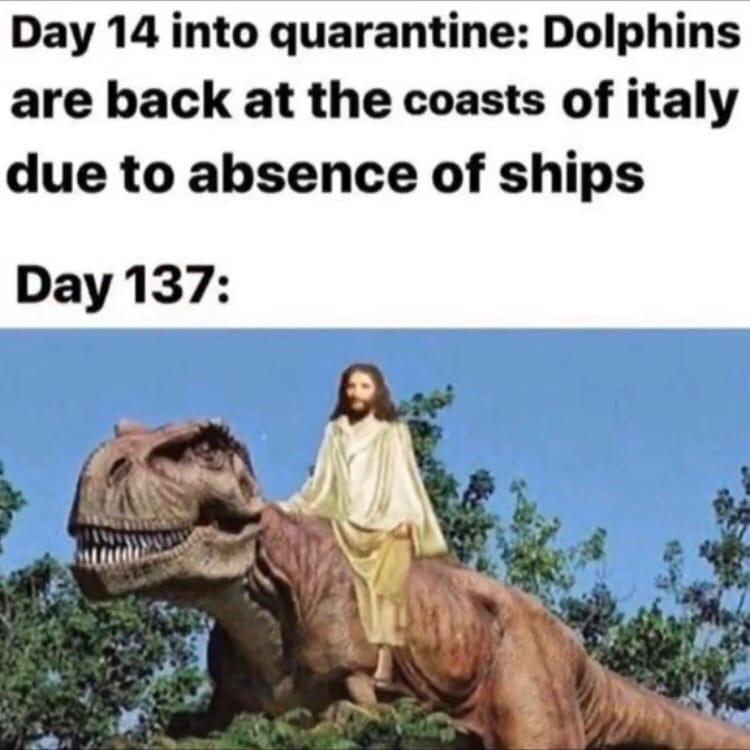 Day 14 into quarantine: Dolphins
are back at the coasts of italy
due to absence of ships
Day 137: